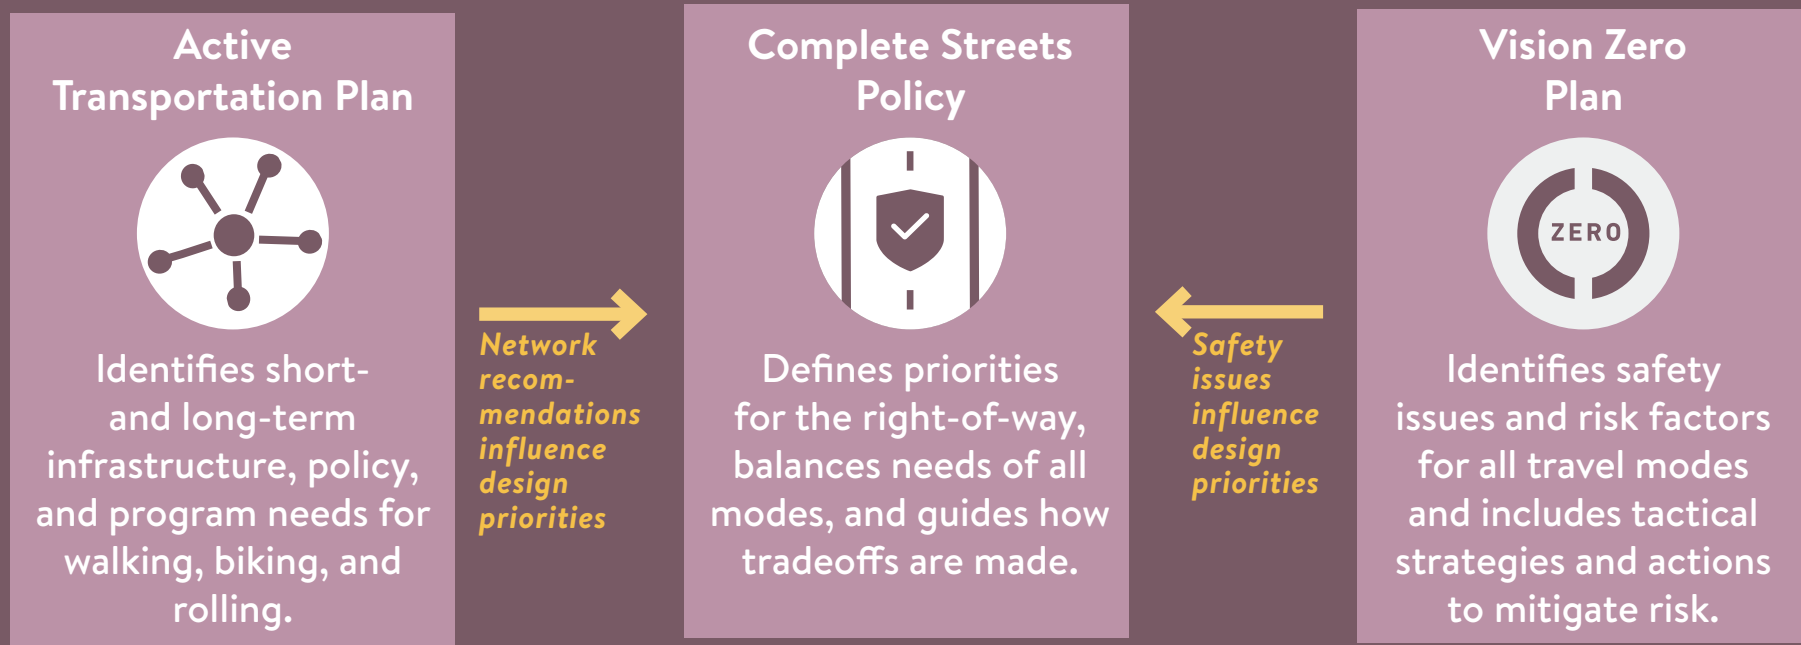 Active
Transportation Plan
Identifies short-
and long-term
infrastructure, policy,
and program needs for
walking, biking, and
rolling.
Network
recom-
mendations
influence
design
priorities
Complete Streets
Policy
Defines priorities
for the right-of-way,
balances needs of all
modes, and guides how
tradeoffs are made.
Safety
issues
influence
design
priorities
Vision Zero
Plan
ZERO
Identifies safety
issues and risk factors
for all travel modes
and includes tactical
strategies and actions
to mitigate risk.